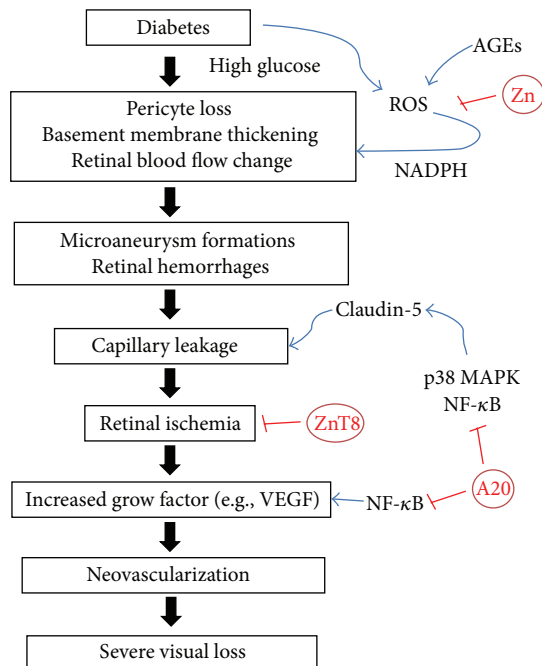 Diabetes
AGEs
High glucose
ROS
Zn
Pericyte loss
Basement membrane thickening
Retinal blood flow change
NADPH
Microaneurysm formations
Retinal hemorrhages
Claudin-5
Capillary leakage
p38 MAPK
NF-κB
Retinal ischemia
ZnT8
A20
Increased grow factor (e.g., VEGF)
NF-κB
Neovascularization
Severe visual loss